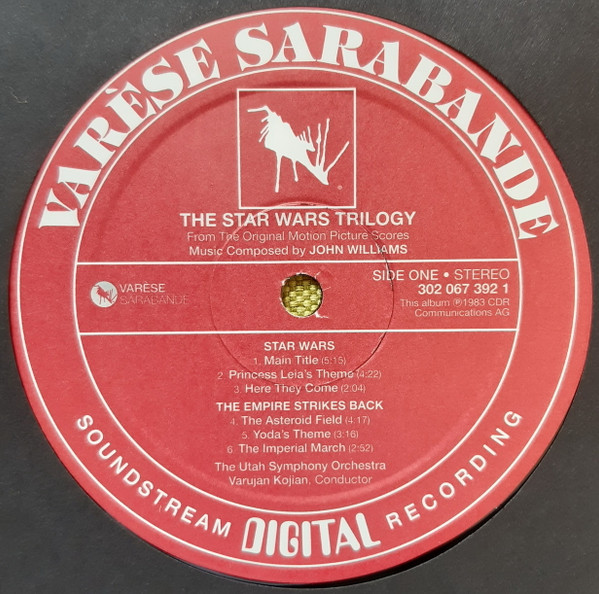 VARÈSE SARABANDE
THE STAR WARS TRILOGY
From The Original Motion Picture Scores
Music Composed by JOHN WILLIAMS
VARÈSE
SARABANDE
SIDE ONE • STEREO
302 067 392 1
This album ℗1983 CDR
Communications AG
STAR WARS
1. Main Title (5:15)
2. Princess Leia's Theme (4:22)
3. Here They Come (2:04)
THE EMPIRE STRIKES BACK
4. The Asteroid Field (4:17)
5. Yoda's Theme (3:16)
6. The Imperial March (2:52)
The Utah Symphony Orchestra
Varujan Kojian, Conductor
SOUNDSTREAM DIGITAL RECORDING